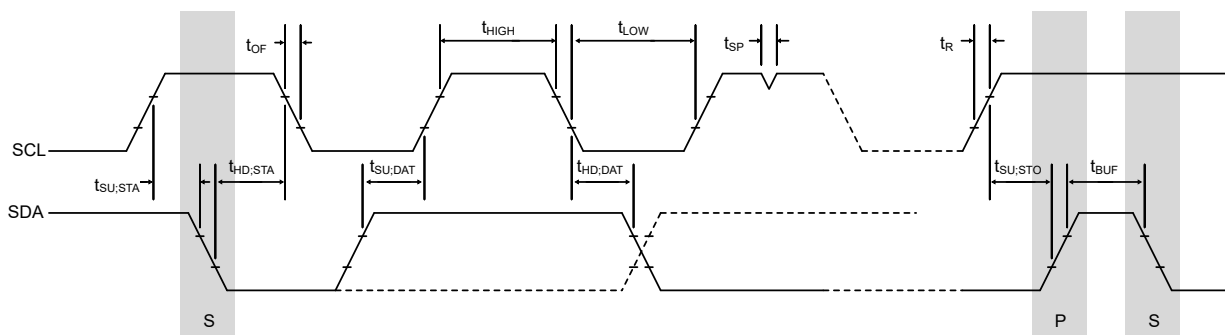 tHIGH
tLOW
tOF
tSP
tR
SCL
tSU;STA
tHD;STA
tSU;DAT
tHD;DAT
tSU;STO
tBUF
SDA
S
P
S